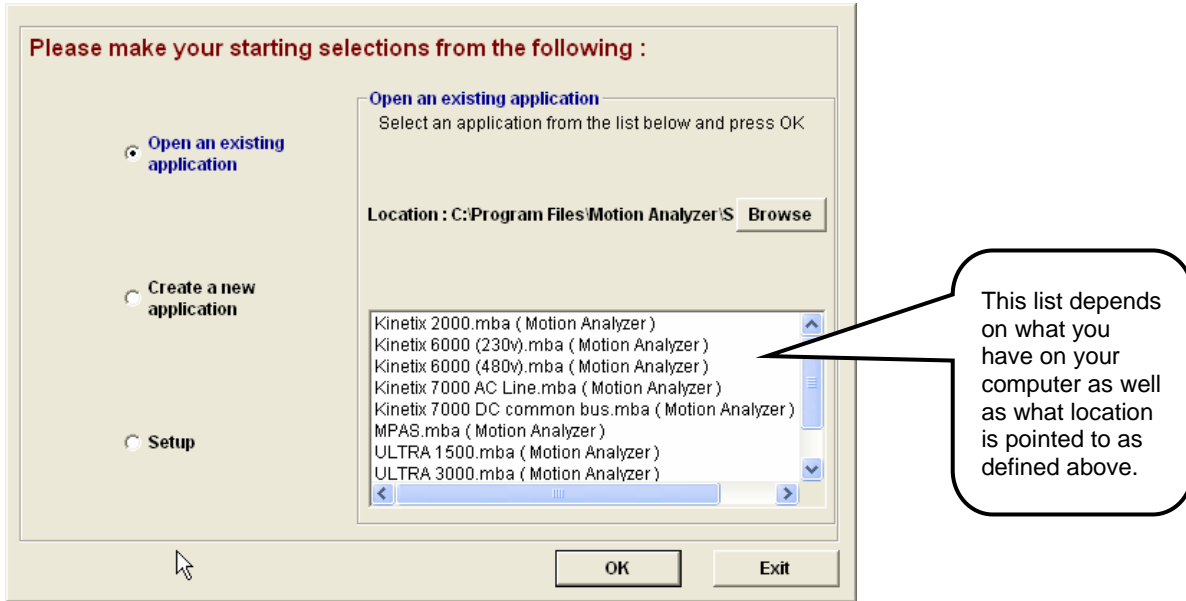 Please make your starting selections from the following :
Open an existing
application
Create a new
application
Setup
Open an existing application
Select an application from the list below and press OK
Location : C:\Program Files\Motion Analyzer\S
Browse
Kinetix 2000.mba ( Motion Analyzer )
Kinetix 6000 (230v).mba ( Motion Analyzer )
Kinetix 6000 (480v).mba ( Motion Analyzer )
Kinetix 7000 AC Line.mba ( Motion Analyzer )
Kinetix 7000 DC common bus.mba ( Motion Analyzer )
MPAS.mba ( Motion Analyzer )
ULTRA 1500.mba ( Motion Analyzer )
ULTRA 3000.mba ( Motion Analyzer )
OK
Exit
This list depends
on what you
have on your
computer as well
as what location
is pointed to as
defined above.